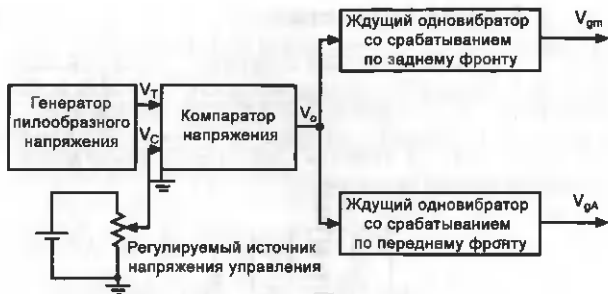 Ждущий одновибратор
со срабатыванием
по заднему фронту
V_gm
Генератор
пилообразного
напряжения
V_T
V_C
Компаратор
напряжения
V_o
Ждущий одновибратор
со срабатыванием
по переднему фронту
V_gA
Регулируемый источник
напряжения управления